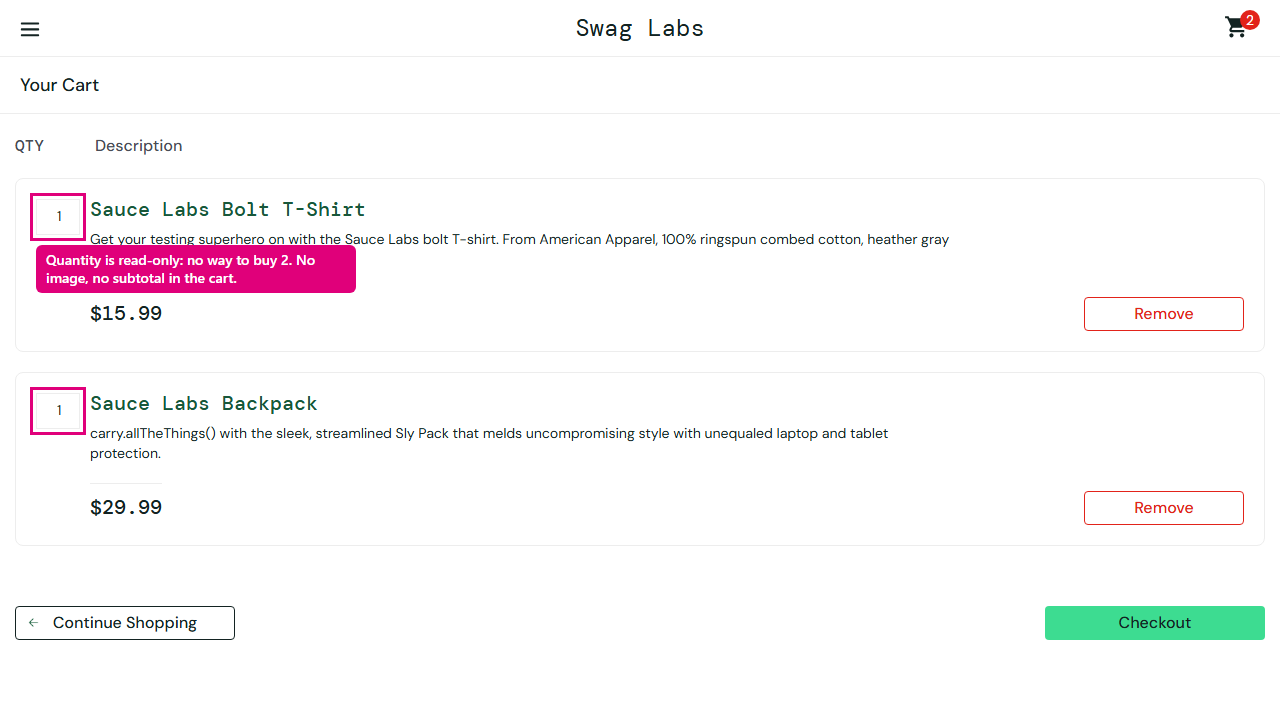 Swag Labs
2
Your Cart
QTY Description
1
Sauce Labs Bolt T-Shirt
Get your testing superhero on with the Sauce Labs bolt T-shirt. From American Apparel, 100% ringspun combed cotton, heather gray
Quantity is read-only: no way to buy 2. No
image, no subtotal in the cart.
$15.99
Remove
1
Sauce Labs Backpack
carry.allTheThings() with the sleek, streamlined Sly Pack that melds uncompromising style with unequaled laptop and tablet
protection.
$29.99
Remove
Continue Shopping
Checkout